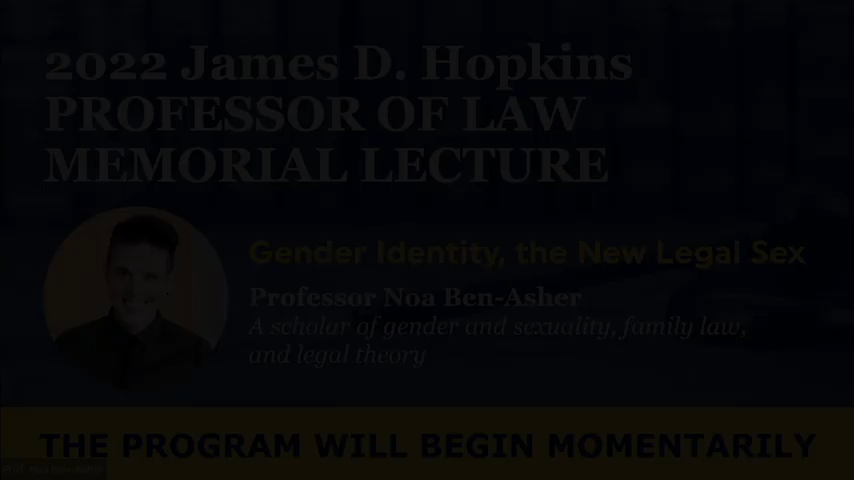 2022 James D. Hopkins
PROFESSOR OF LAW
MEMORIAL LECTURE
Gender Identity, the New Legal Sex
Professor Noa Ben-Asher
A scholar of gender and sexuality, family law,
and legal theory
THE PROGRAM WILL BEGIN MOMENTARILY